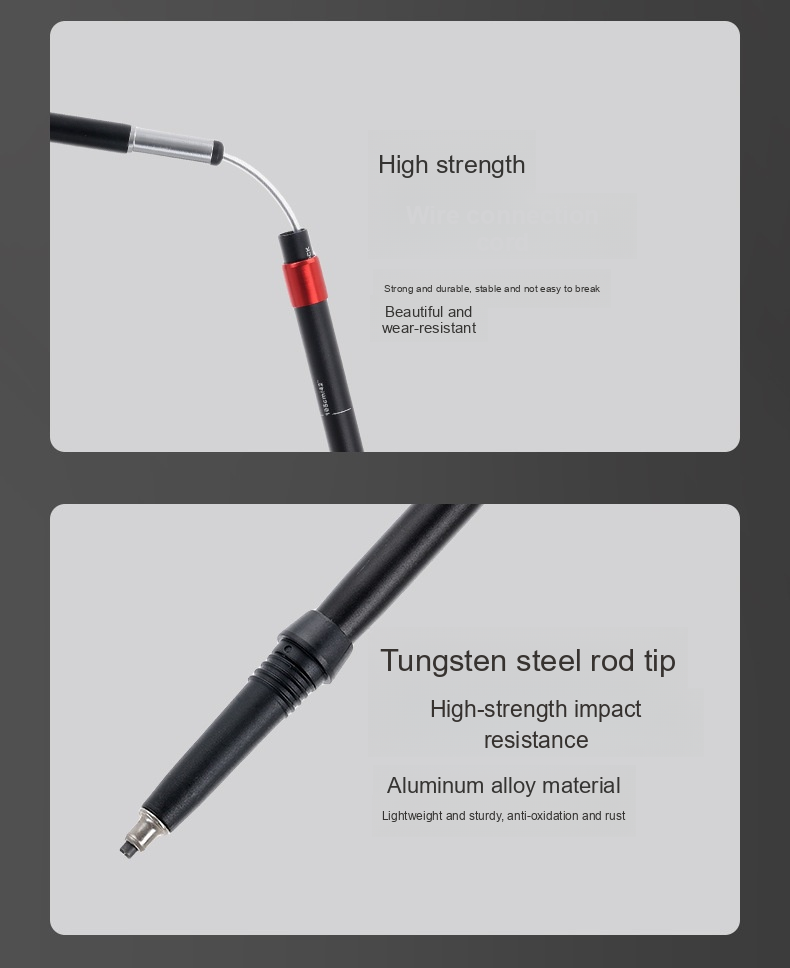 High strength
Strong and durable, stable and not easy to break
Beautiful and
wear-resistant
Tungsten steel rod tip
High-strength impact
resistance
Aluminum alloy material
Lightweight and sturdy, anti-oxidation and rust